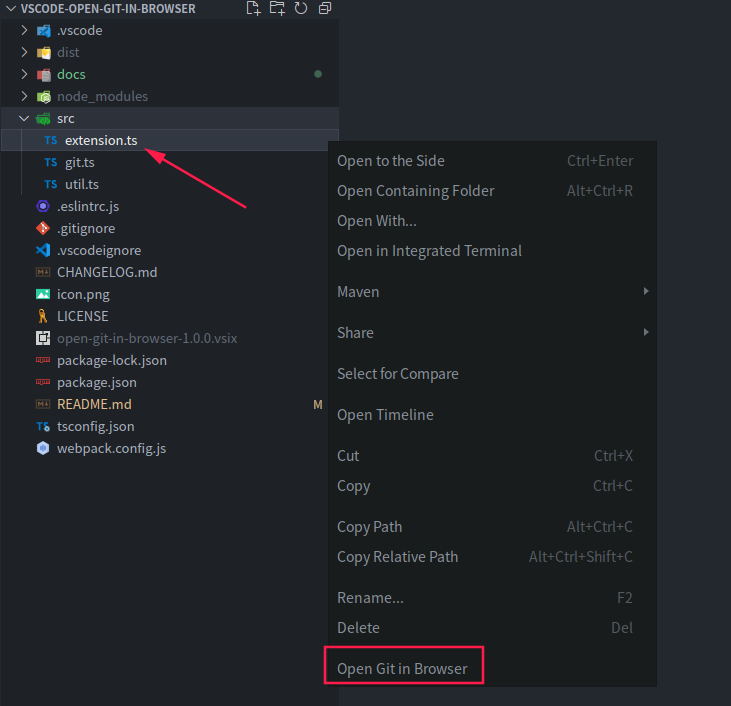 VSCODE-OPEN-GIT-IN-BROWSER
.vscode
dist
docs
node_modules
src
TS extension.ts
TS git.ts
TS util.ts
.eslintrc.js
.gitignore
.vscodeignore
CHANGELOG.md
icon.png
LICENSE
open-git-in-browser-1.0.0.vsix
package-lock.json
package.json
README.md M
TS tsconfig.json
webpack.config.js
Open to the Side Ctrl+Enter
Open Containing Folder Alt+Ctrl+R
Open With...
Open in Integrated Terminal
Maven
Share
Select for Compare
Open Timeline
Cut Ctrl+X
Copy Ctrl+C
Copy Path Alt+Ctrl+C
Copy Relative Path Alt+Ctrl+Shift+C
Rename... F2
Delete Del
Open Git in Browser